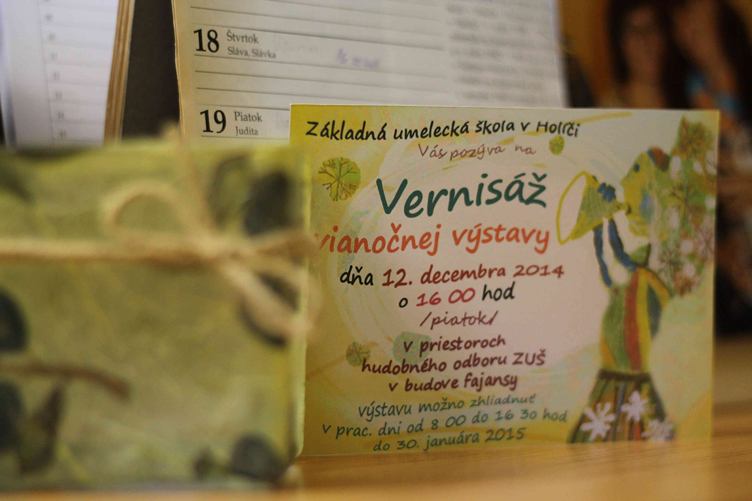 18 Štvrtok
Sláva, Slávka
19 Piatok
Judita
Základná umelecká škola v Holíči
Vás pozýva na
Vernisáž
vianočnej výstavy
dňa 12. decembra 2014
o 16 00 hod
/piatok/
v priestoroch
hudobného odboru ZUŠ
v budove fajansy
výstavu možno zhliadnuť
v prac. dni od 8 00 do 16 30 hod
do 30. januára 2015